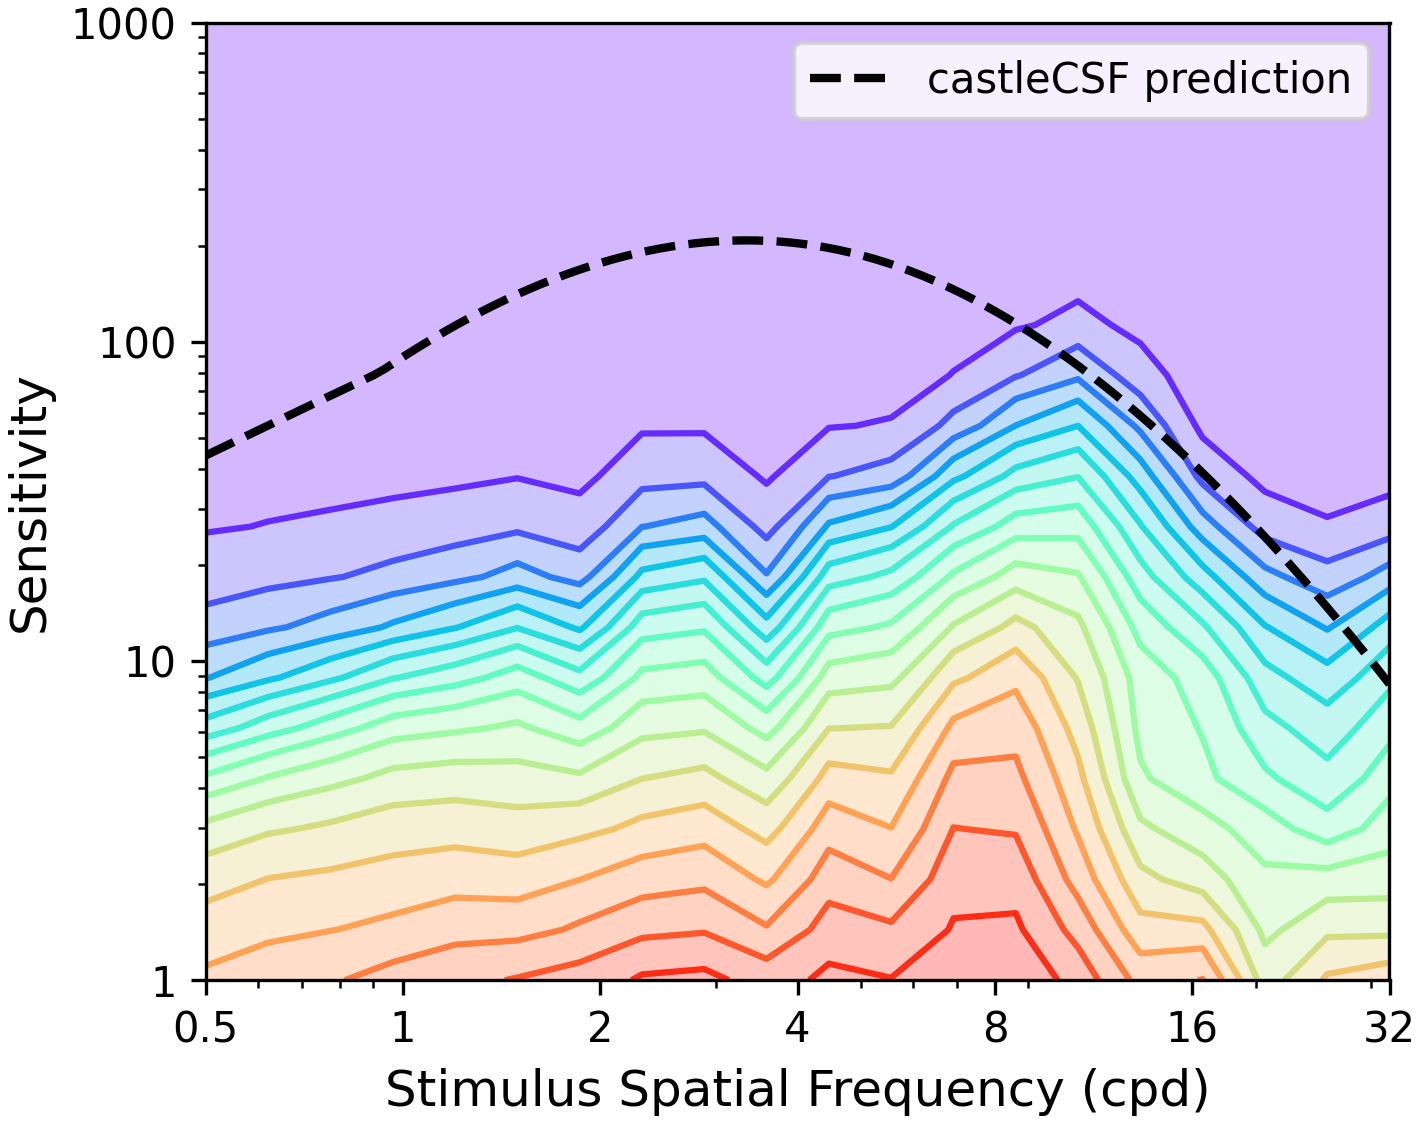 1000
castleCSF prediction
100
Sensitivity
10
1
0.5 1 2 4 8 16 32
Stimulus Spatial Frequency (cpd)